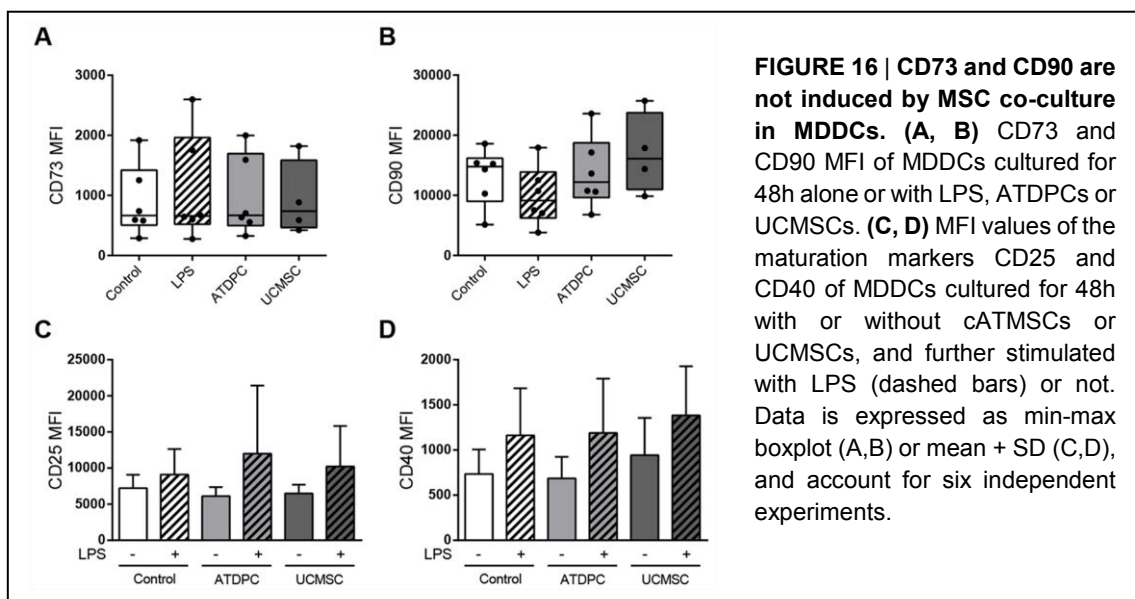 A
CD73 MFI
3000
2000
1000
0
Control
LPS
ATDPC
UCMSC
B
CD90 MFI
30000
20000
10000
0
Control
LPS
ATDPC
UCMSC
C
CD25 MFI
25000
20000
15000
10000
5000
0
LPS - + - + - +
Control ATDPC UCMSC
D
CD40 MFI
2000
1500
1000
500
0
- + - + - +
Control ATDPC UCMSC
FIGURE 16 | CD73 and CD90 are
not induced by MSC co-culture
in MDDCs. (A, B) CD73 and
CD90 MFI of MDDCs cultured for
48h alone or with LPS, ATDPCs or
UCMSCs. (C, D) MFI values of the
maturation markers CD25 and
CD40 of MDDCs cultured for 48h
with or without cATMSCs or
UCMSCs, and further stimulated
with LPS (dashed bars) or not.
Data is expressed as min-max
boxplot (A,B) or mean + SD (C,D),
and account for six independent
experiments.